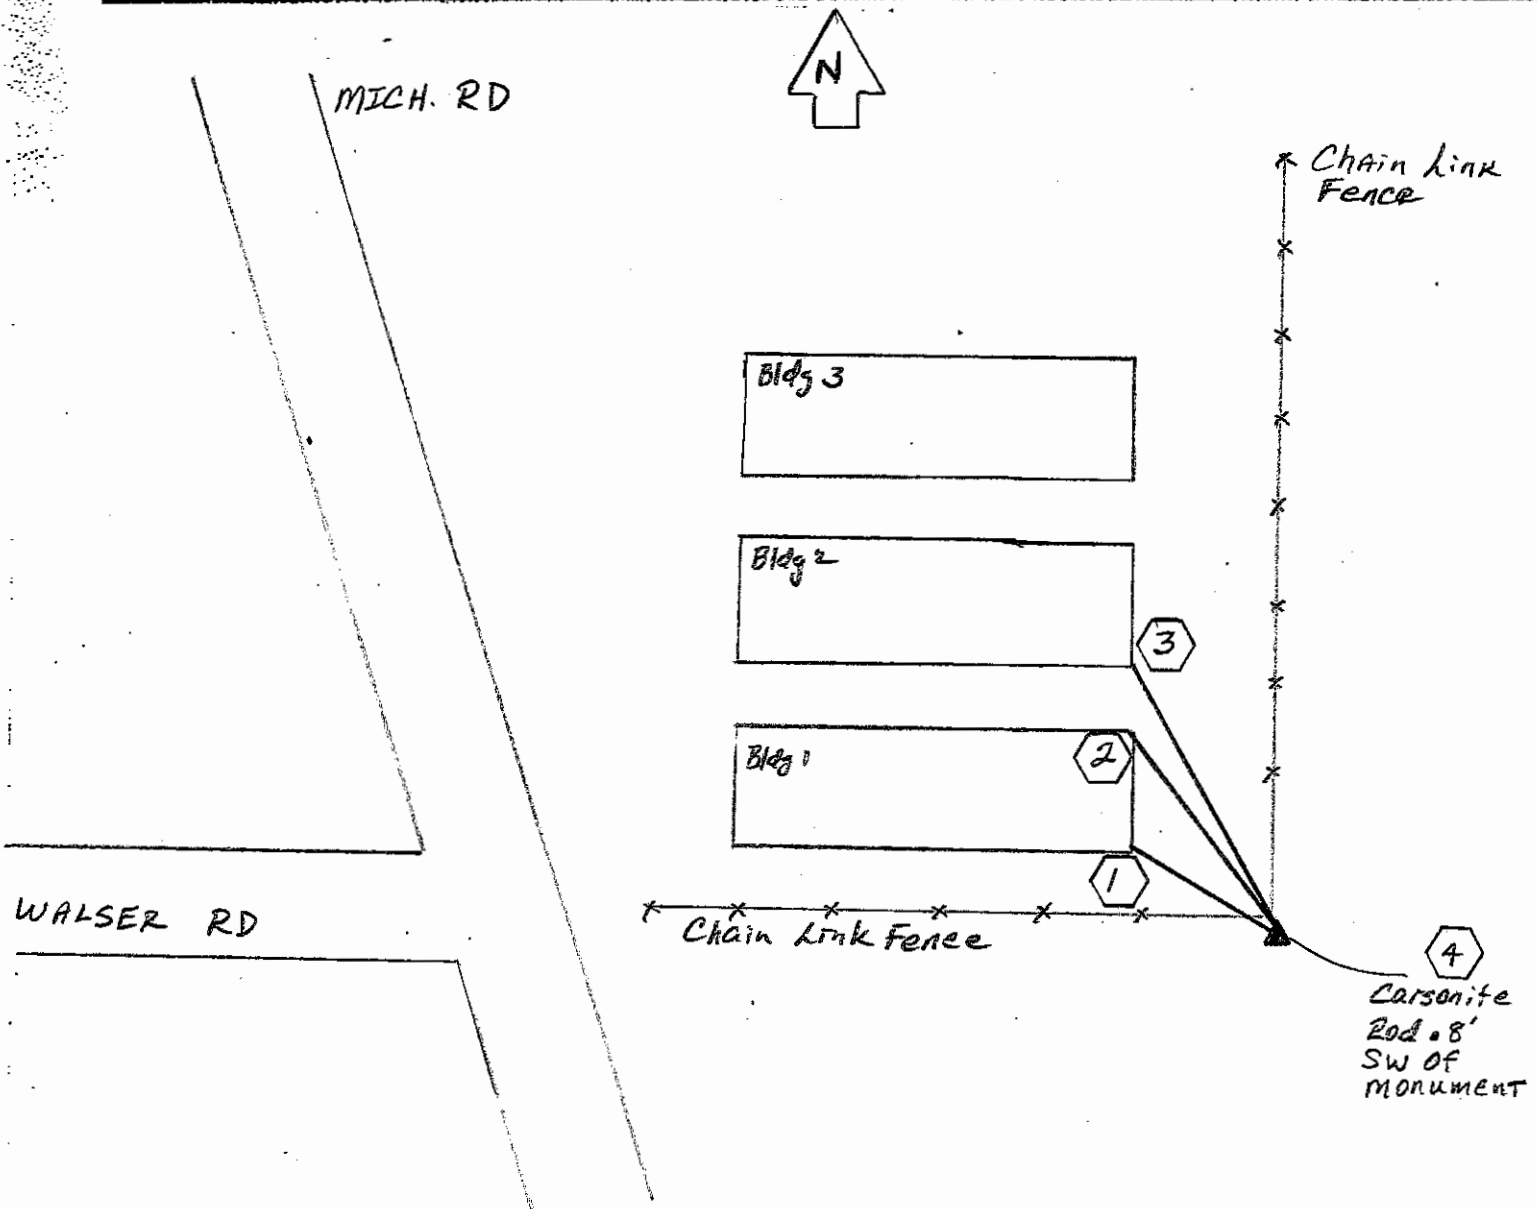 N
MICH. RD
Chain Link
Fence
Bldg 3
Bldg 2
3
Bldg 1
2
1
WALSER RD
Chain Link Fence
4
Carsonite
Rod .8'
SW of
monument